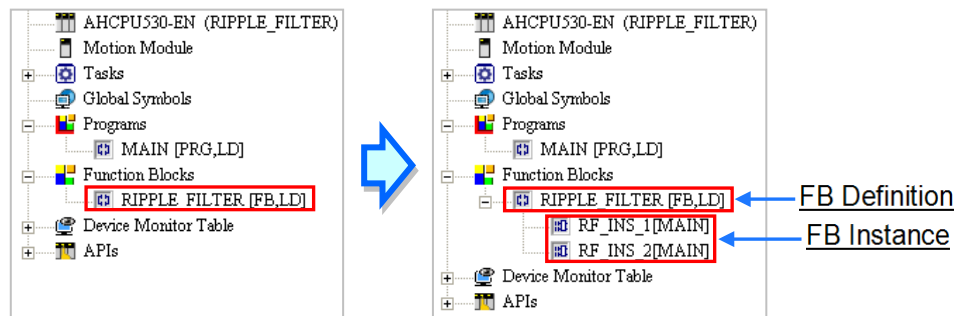 AHCPU530-EN (RIPPLE_FILTER)
Motion Module
Tasks
Global Symbols
Programs
MAIN [PRG,LD]
Function Blocks
RIPPLE_FILTER [FB,LD]
Device Monitor Table
APIs
AHCPU530-EN (RIPPLE_FILTER)
Motion Module
Tasks
Global Symbols
Programs
MAIN [PRG,LD]
Function Blocks
RIPPLE_FILTER [FB,LD]
RF_INS_1[MAIN]
RF_INS_2[MAIN]
Device Monitor Table
APIs
FB Definition
FB Instance